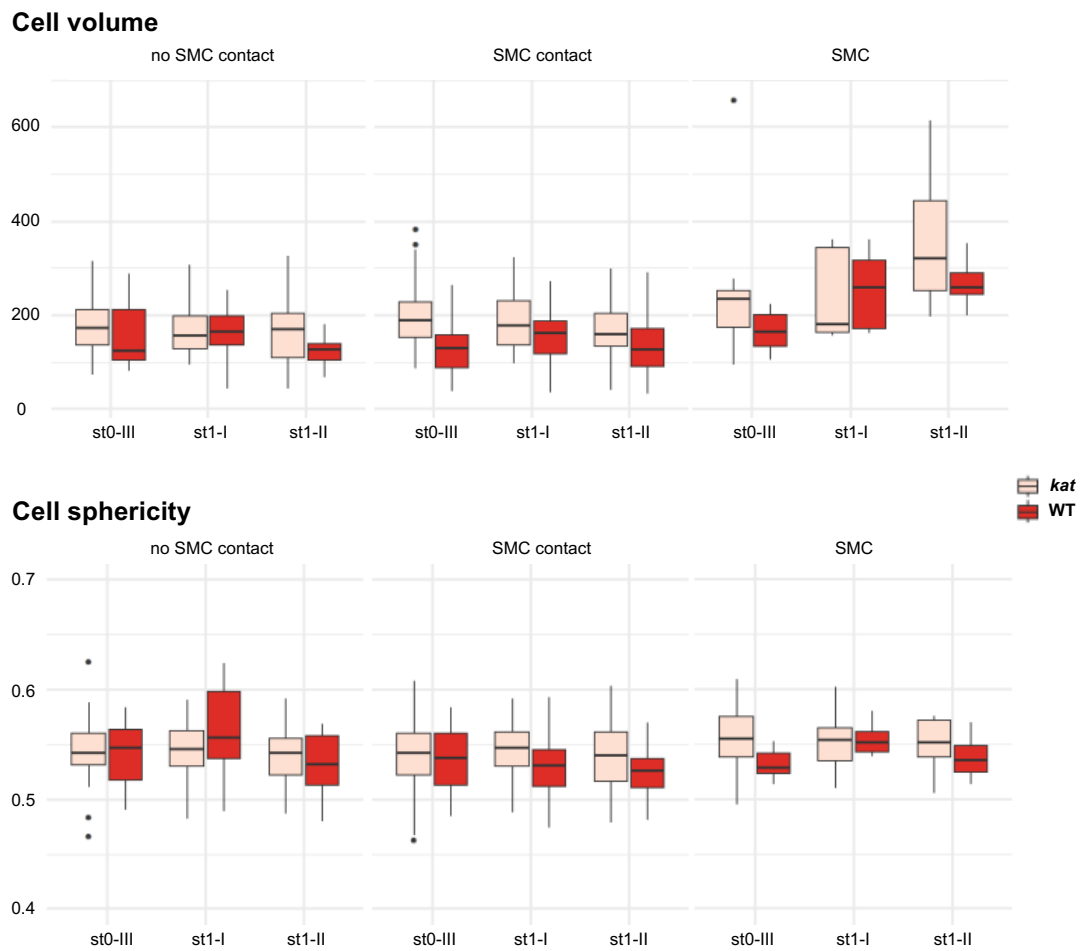 Cell volume
no SMC contact SMC contact SMC
600
400
200
0
st0-III st1-I st1-II st0-III st1-I st1-II st0-III st1-I st1-II
kat
WT
Cell sphericity
no SMC contact SMC contact SMC
0.7
0.6
0.5
0.4
st0-III st1-I st1-II st0-III st1-I st1-II st0-III st1-I st1-II